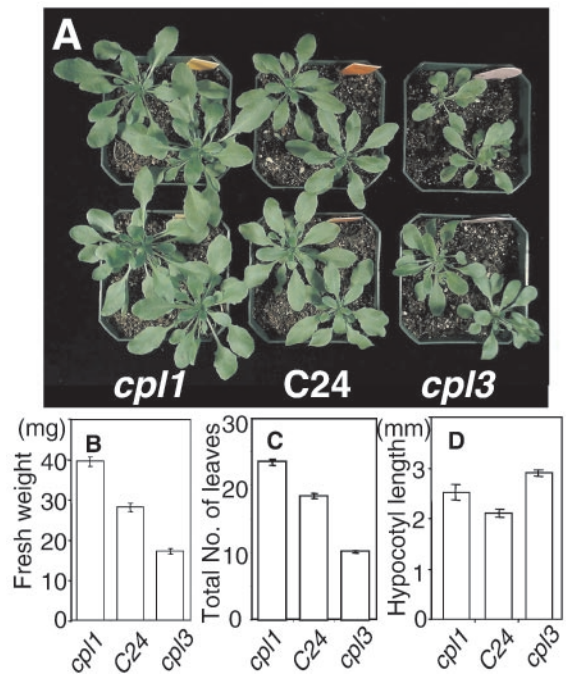 A
cpl1 C24 cpl3
(mg)
B
Fresh weight
40
30
20
10
0
cpl1
C24
cpl3
C
Total No. of leaves
30
20
10
0
cpl1
C24
cpl3
(mm)
D
Hypocotyl length
3
2
1
0
cpl1
C24
cpl3